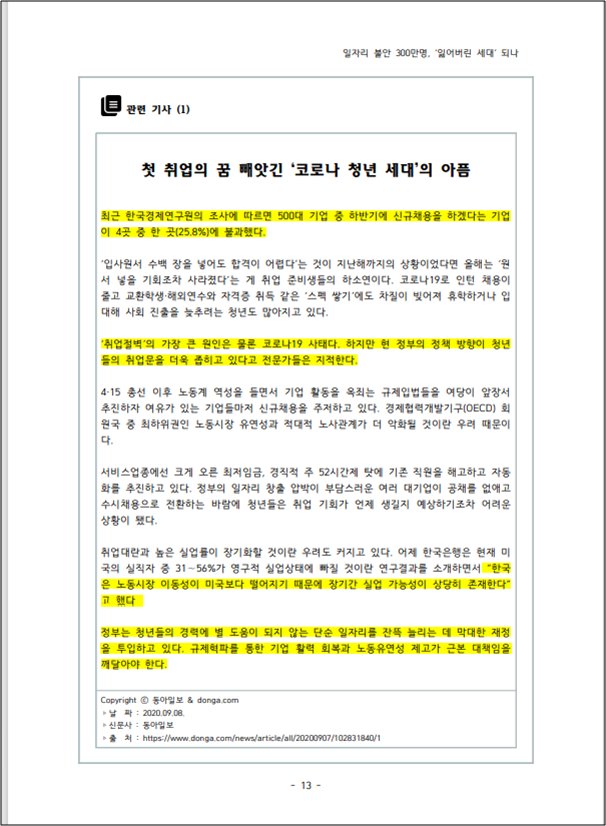 일자리 불안 300만명, ‘잃어버린 세대’ 되나
관련 기사 (1)
첫 취업의 꿈 빼앗긴 ‘코로나 청년 세대’의 아픔
최근 한국경제연구원의 조사에 따르면 500대 기업 중 하반기에 신규채용을 하겠다는 기업
이 4곳 중 한 곳(25.8%)에 불과했다.
‘입사원서 수백 장을 넣어도 합격이 어렵다’는 것이 지난해까지의 상황이었다면 올해는 ‘원
서 넣을 기회조차 사라졌다’는 게 취업 준비생들의 하소연이다. 코로나19로 인턴 채용이
줄고 교환학생·해외연수와 자격증 취득 같은 ‘스펙 쌓기’에도 차질이 빚어져 휴학하거나 입
대해 사회 진출을 늦추려는 청년도 많아지고 있다.
‘취업절벽’의 가장 큰 원인은 물론 코로나19 사태다. 하지만 현 정부의 정책 방향이 청년
들의 취업문을 더욱 좁히고 있다고 전문가들은 지적한다.
4·15 총선 이후 노동계 역성을 들면서 기업 활동을 옥죄는 규제입법들을 여당이 앞장서
추진하자 여유가 있는 기업들마저 신규채용을 주저하고 있다. 경제협력개발기구(OECD) 회
원국 중 최하위권인 노동시장 유연성과 적대적 노사관계가 더 악화될 것이란 우려 때문이
다.
서비스업종에선 크게 오른 최저임금, 경직적 주 52시간제 탓에 기존 직원을 해고하고 자동
화를 추진하고 있다. 정부의 일자리 창출 압박이 부담스러운 여러 대기업이 공채를 없애고
수시채용으로 전환하는 바람에 청년들은 취업 기회가 언제 생길지 예상하기조차 어려운
상황이 됐다.
취업대란과 높은 실업률이 장기화할 것이란 우려도 커지고 있다. 어제 한국은행은 현재 미
국의 실직자 중 31∼56%가 영구적 실업상태에 빠질 것이란 연구결과를 소개하면서 “한국
은 노동시장 이동성이 미국보다 떨어지기 때문에 장기간 실업 가능성이 상당히 존재한다”
고 했다
정부는 청년들의 경력에 별 도움이 되지 않는 단순 일자리를 잔뜩 늘리는 데 막대한 재정
을 투입하고 있다. 규제혁파를 통한 기업 활력 회복과 노동유연성 제고가 근본 대책임을
깨달아야 한다.
Copyright ⓒ 동아일보 & donga.com
▹날 짜 : 2020.09.08.
▹신문사 : 동아일보
▹출 처 : https://www.donga.com/news/article/all/20200907/102831840/1
- 13 -